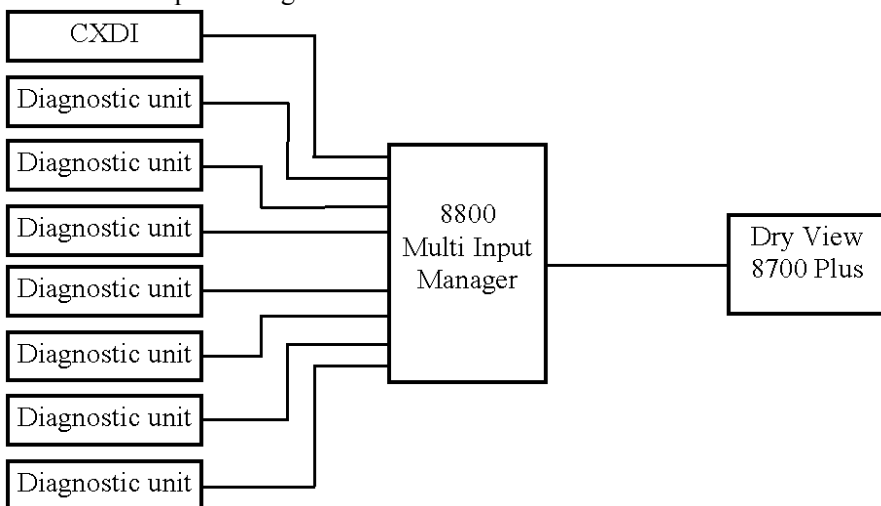 CXDI
Diagnostic unit
Diagnostic unit
Diagnostic unit
Diagnostic unit
Diagnostic unit
Diagnostic unit
Diagnostic unit
8800
Multi Input
Manager
Dry View
8700 Plus